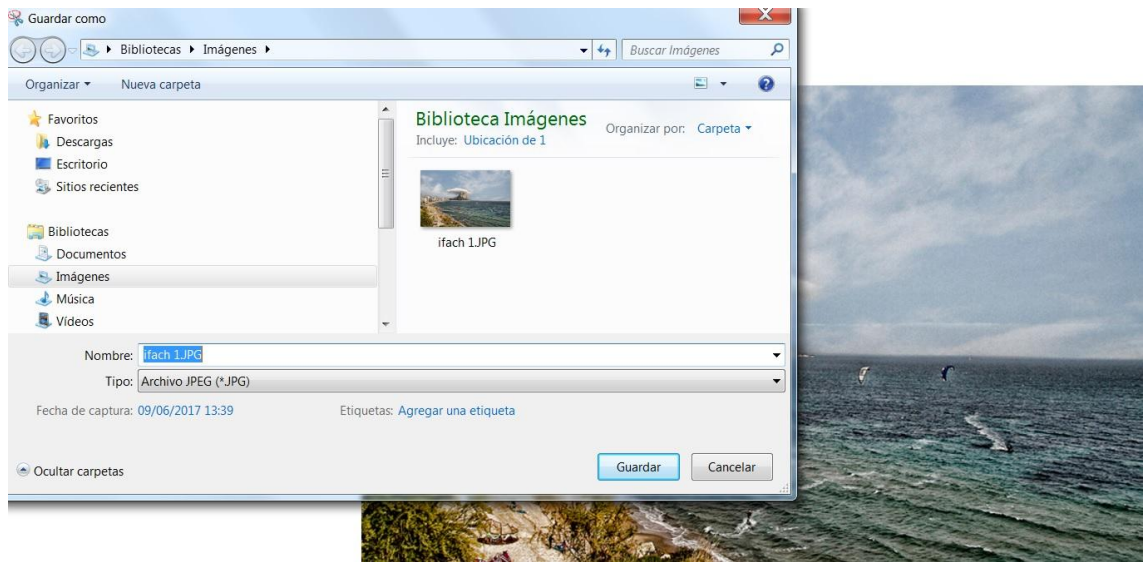 Guardar como
Bibliotecas Imágenes
Buscar Imágenes
Organizar
Nueva carpeta
Favoritos
Descargas
Escritorio
Sitios recientes
Bibliotecas
Documentos
Imágenes
Música
Vídeos
Biblioteca Imágenes
Incluye: Ubicación de 1
Organizar por: Carpeta
ifach 1.JPG
Nombre: ifach 1.JPG
Tipo: Archivo JPEG (*.JPG)
Fecha de captura: 09/06/2017 13:39
Etiquetas: Agregar una etiqueta
Ocultar carpetas
Guardar
Cancelar